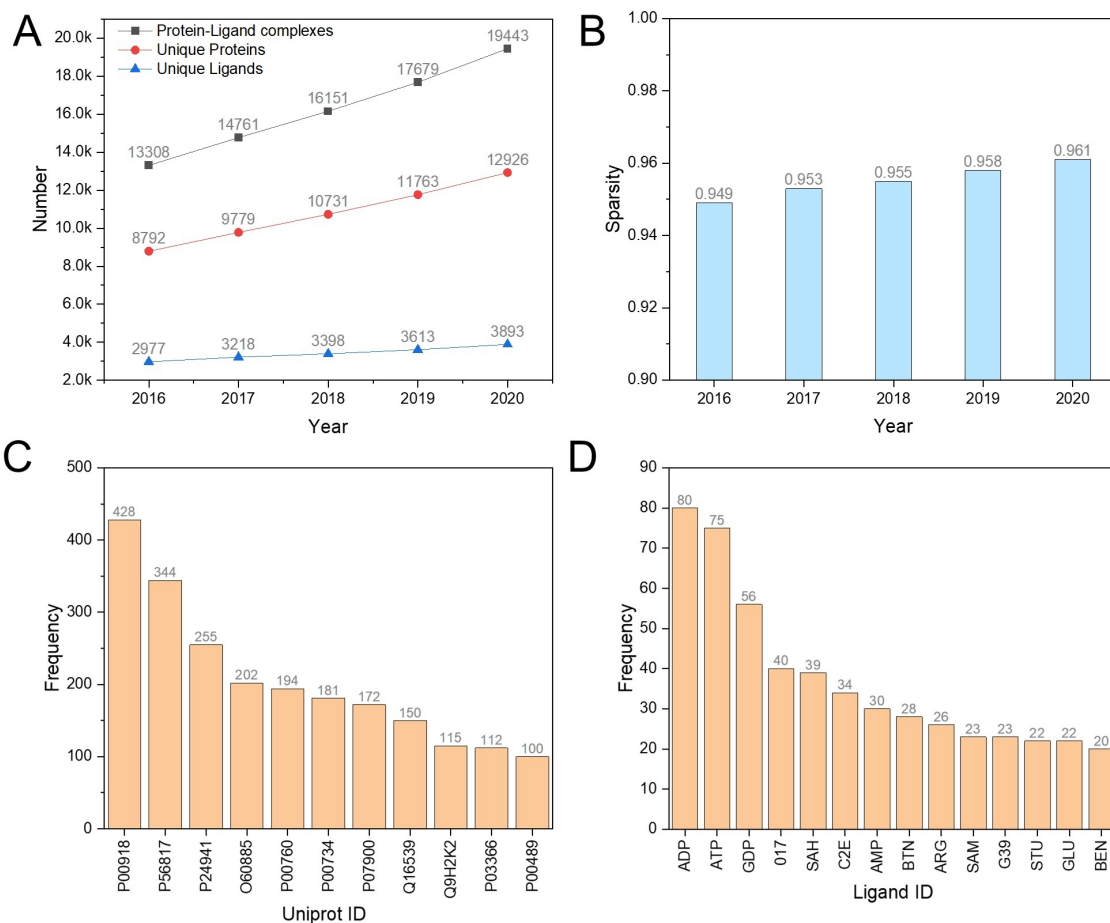 A
Protein-Ligand complexes
Unique Proteins
Unique Ligands
20.0k
18.0k
16.0k
14.0k
12.0k
10.0k
8.0k
6.0k
4.0k
2.0k
Number
13308
14761
16151
17679
19443
8792
9779
10731
11763
12926
2977
3218
3398
3613
3893
2016 2017 2018 2019 2020
Year
B
1.00
0.98
0.96
0.94
0.92
0.90
Sparsity
0.949
0.953
0.955
0.958
0.961
2016 2017 2018 2019 2020
Year
C
500
400
300
200
100
0
Frequency
428
344
255
202
194
181
172
150
115
112
100
P00918
P56817
P24941
O60885
P00760
P00734
P07900
Q16539
Q9H2K2
P03366
P00489
Uniprot ID
D
90
80
70
60
50
40
30
20
10
0
Frequency
80
75
56
40
39
34
30
28
26
23
23
22
22
20
ADP
ATP
GDP
017
SAH
C2E
AMP
BTN
ARG
SAM
G39
STU
GLU
BEN
Ligand ID